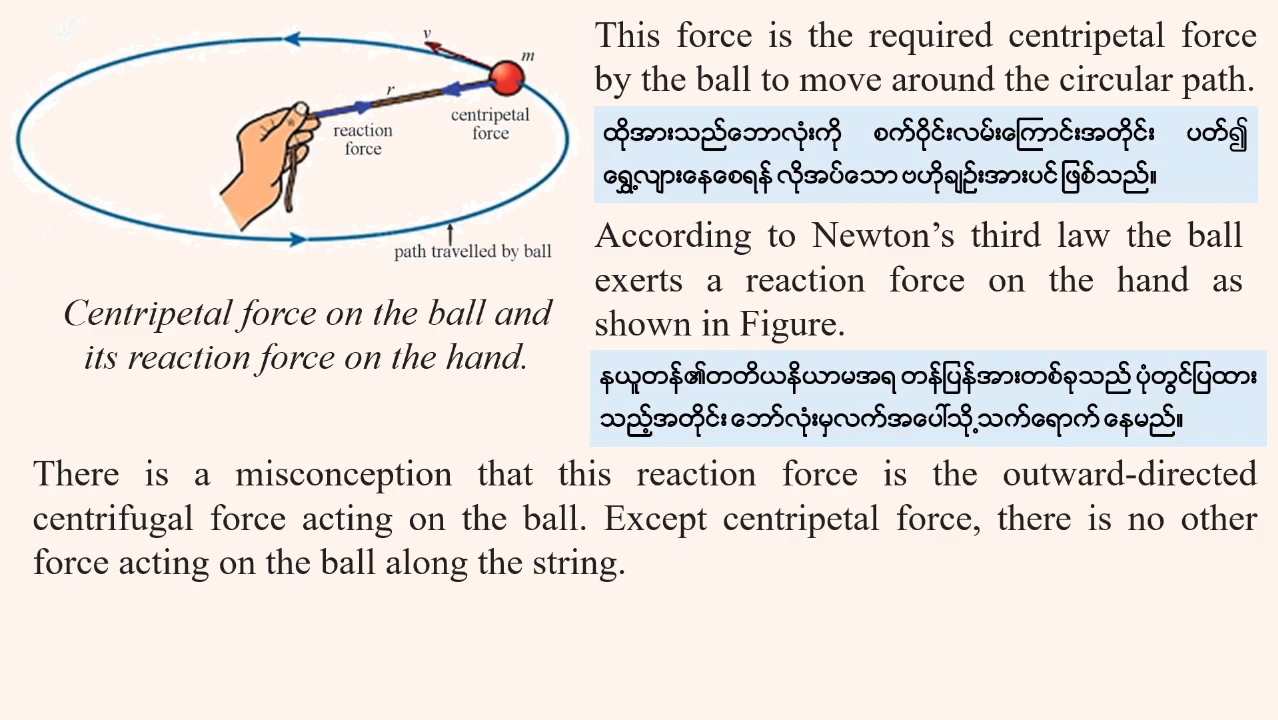 v
m
r
centripetal
force
reaction
force
path travelled by ball
Centripetal force on the ball and
its reaction force on the hand.
This force is the required centripetal force
by the ball to move around the circular path.
ထိုအားသည်ဘောလုံးကို စက်ဝိုင်းလမ်းကြောင်းအတိုင်း ပတ်၍
ရွှေ့လျားနေစေရန် လိုအပ်သော ဗဟိုချဉ်းအားပင် ဖြစ်သည်။
According to Newton’s third law the ball
exerts a reaction force on the hand as
shown in Figure.
နယူတန်၏တတိယနိယာမအရ တန်ပြန်အားတစ်ခုသည် ပုံတွင်ပြထား
သည့်အတိုင်း ဘော်လုံးမှလက်အပေါ်သို့သက်ရောက် နေမည်။
There is a misconception that this reaction force is the outward-directed
centrifugal force acting on the ball. Except centripetal force, there is no other
force acting on the ball along the string.